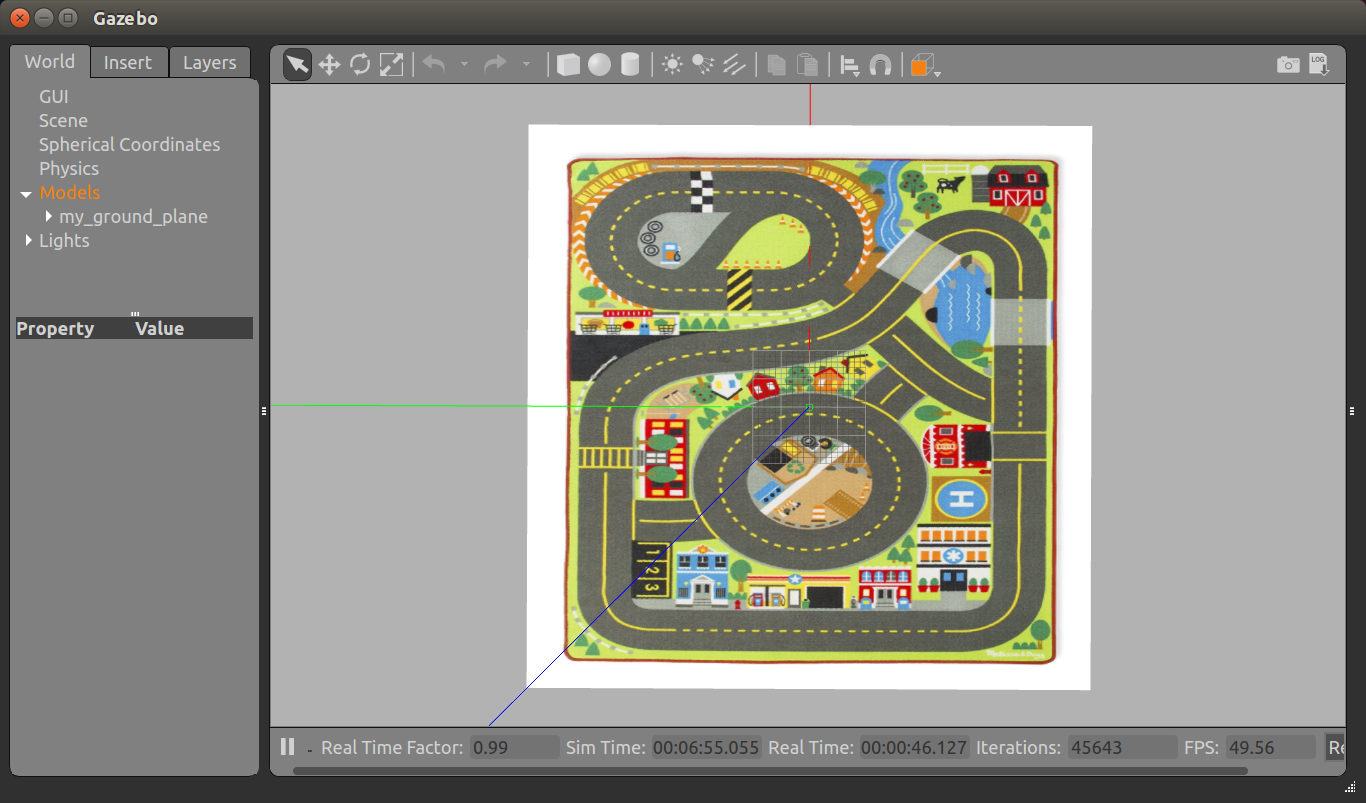 Gazebo
World Insert Layers
LOG
GUI
Scene
Spherical Coordinates
Physics
Models
my_ground_plane
Lights
Property Value
H
1
2
3
Real Time Factor: 0.99 Sim Time: 00:06:55.055 Real Time: 00:00:46.127 Iterations: 45643 FPS: 49.56 Re